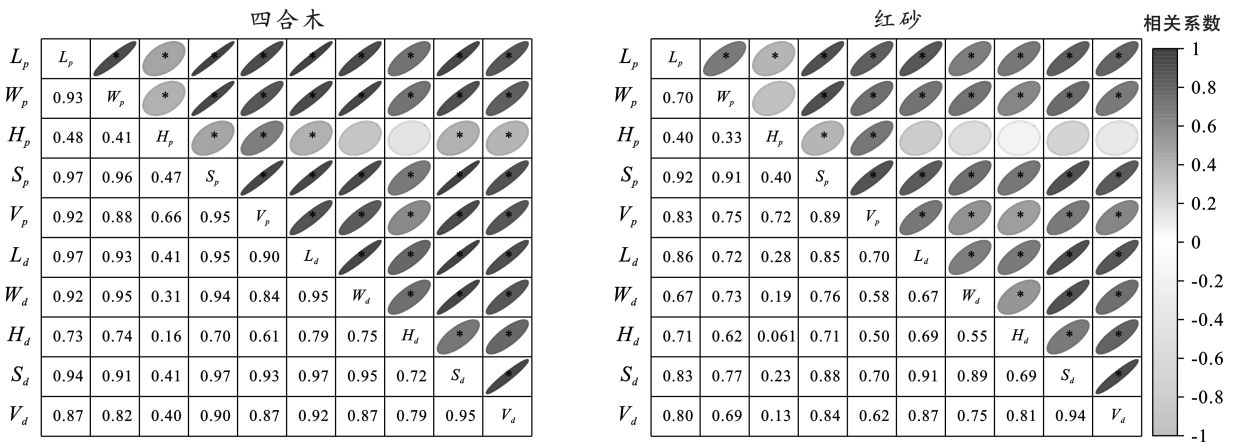 四合木
L_p L_p * * * * * * * * *
W_p 0.93 W_p * * * * * * * *
H_p 0.48 0.41 H_p * * * * *
S_p 0.97 0.96 0.47 S_p * * * * * *
V_p 0.92 0.88 0.66 0.95 V_p * * * * *
L_d 0.97 0.93 0.41 0.95 0.90 L_d * * * *
W_d 0.92 0.95 0.31 0.94 0.84 0.95 W_d * * *
H_d 0.73 0.74 0.16 0.70 0.61 0.79 0.75 H_d * *
S_d 0.94 0.91 0.41 0.97 0.93 0.97 0.95 0.72 S_d *
V_d 0.87 0.82 0.40 0.90 0.87 0.92 0.87 0.79 0.95 V_d
红砂
L_p L_p * * * * * * * * *
W_p 0.70 W_p * * * * * * *
H_p 0.40 0.33 H_p * *
S_p 0.92 0.91 0.40 S_p * * * * * *
V_p 0.83 0.75 0.72 0.89 V_p * * * * *
L_d 0.86 0.72 0.28 0.85 0.70 L_d * * * *
W_d 0.67 0.73 0.19 0.76 0.58 0.67 W_d * * *
H_d 0.71 0.62 0.061 0.71 0.50 0.69 0.55 H_d * *
S_d 0.83 0.77 0.23 0.88 0.70 0.91 0.89 0.69 S_d *
V_d 0.80 0.69 0.13 0.84 0.62 0.87 0.75 0.81 0.94 V_d
相关系数
1
0.8
0.6
0.4
0.2
0
-0.2
-0.4
-0.6
-0.8
-1